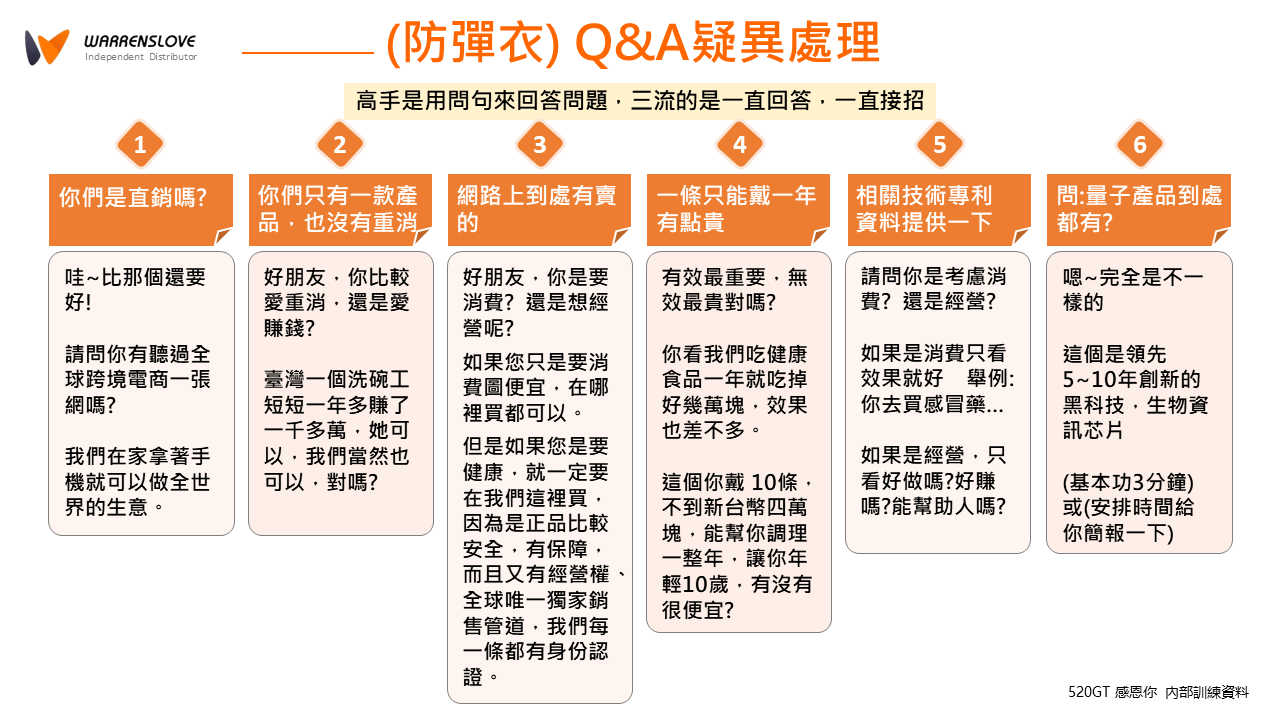 WARRENSLOVE
Independent Distributor
(防彈衣) Q&A疑異處理
高手是用問句來回答問題，三流的是一直回答，一直接招
1
你們是直銷嗎?
哇~比那個還要
好!
請問你有聽過全
球跨境電商一張
網嗎?
我們在家拿著手
機就可以做全世
界的生意。
2
你們只有一款產
品，也沒有重消
好朋友，你比較
愛重消，還是愛
賺錢?
臺灣一個洗碗工
短短一年多賺了
一千多萬，她可
以，我們當然也
可以，對嗎?
3
網路上到處有賣
的
好朋友，你是要
消費? 還是想經
營呢?
如果您只是要消
費圖便宜，在哪
裡買都可以。
但是如果您是要
健康，就一定要
在我們這裡買，
因為是正品比較
安全，有保障，
而且又有經營權、
全球唯一獨家銷
售管道，我們每
一條都有身份認
證。
4
一條只能戴一年
有點貴
有效最重要，無
效最貴對嗎?
你看我們吃健康
食品一年就吃掉
好幾萬塊，效果
也差不多。
這個你戴 10條，
不到新台幣四萬
塊，能幫你調理
一整年，讓你年
輕10歲，有沒有
很便宜?
5
相關技術專利
資料提供一下
請問你是考慮消
費? 還是經營?
如果是消費只看
效果就好 舉例:
你去買感冒藥...
如果是經營，只
看好做嗎?好賺
嗎?能幫助人嗎?
6
問:量子產品到處
都有?
嗯~完全是不一
樣的
這個是領先
5~10年創新的
黑科技，生物資
訊芯片
(基本功3分鐘)
或(安排時間給
你簡報一下)
520GT 感恩你 內部訓練資料